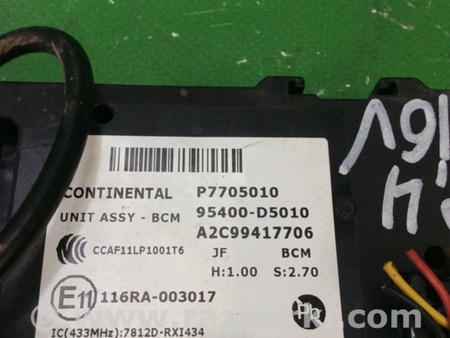 CONTINENTAL P7705010
UNIT ASSY - BCM 95400-D5010
A2C99417706
CCAF11LP1001T6 JF BCM
H:1.00 S:2.70
E11 116RA-003017
IC(433MHz):7812D-RXI434